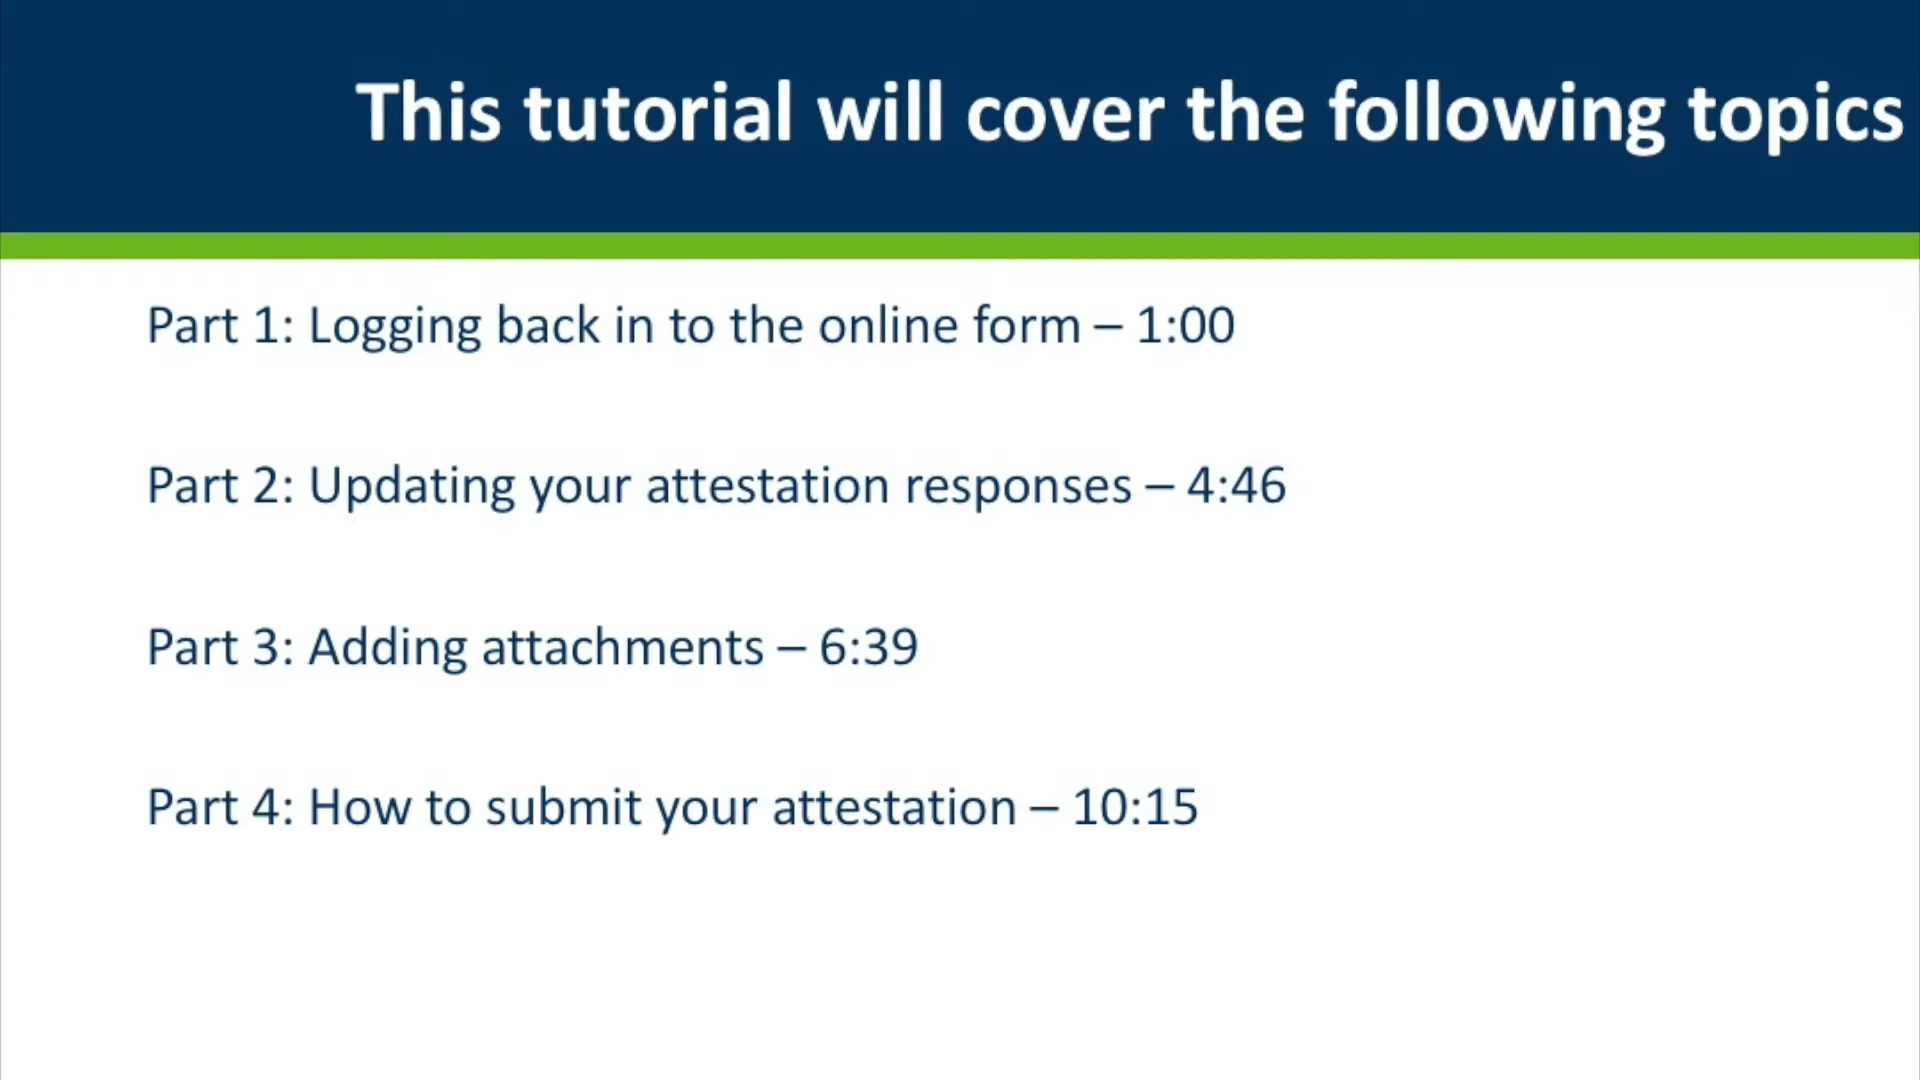 This tutorial will cover the following topics
Part 1: Logging back in to the online form – 1:00
Part 2: Updating your attestation responses – 4:46
Part 3: Adding attachments – 6:39
Part 4: How to submit your attestation – 10:15